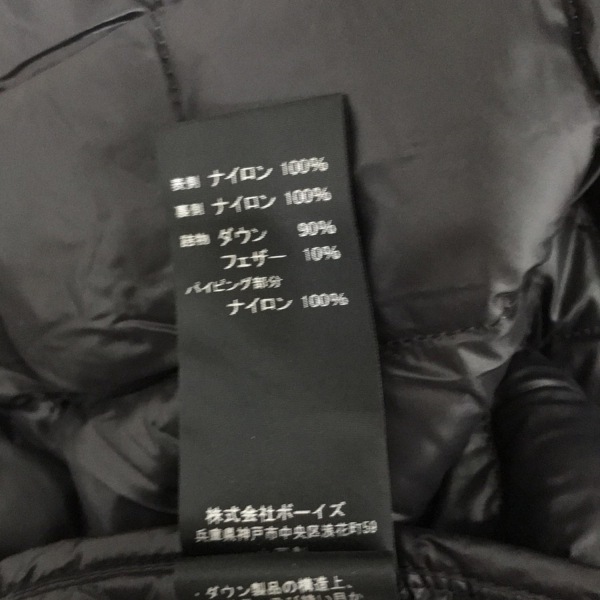 表側 ナイロン 100%
裏側 ナイロン 100%
詰物 ダウン 90%
フェザー 10%
パイピング部分
ナイロン 100%
株式会社ボーイズ
兵庫県神戸市中央区浪花町59
・ダウン製品の構造上、